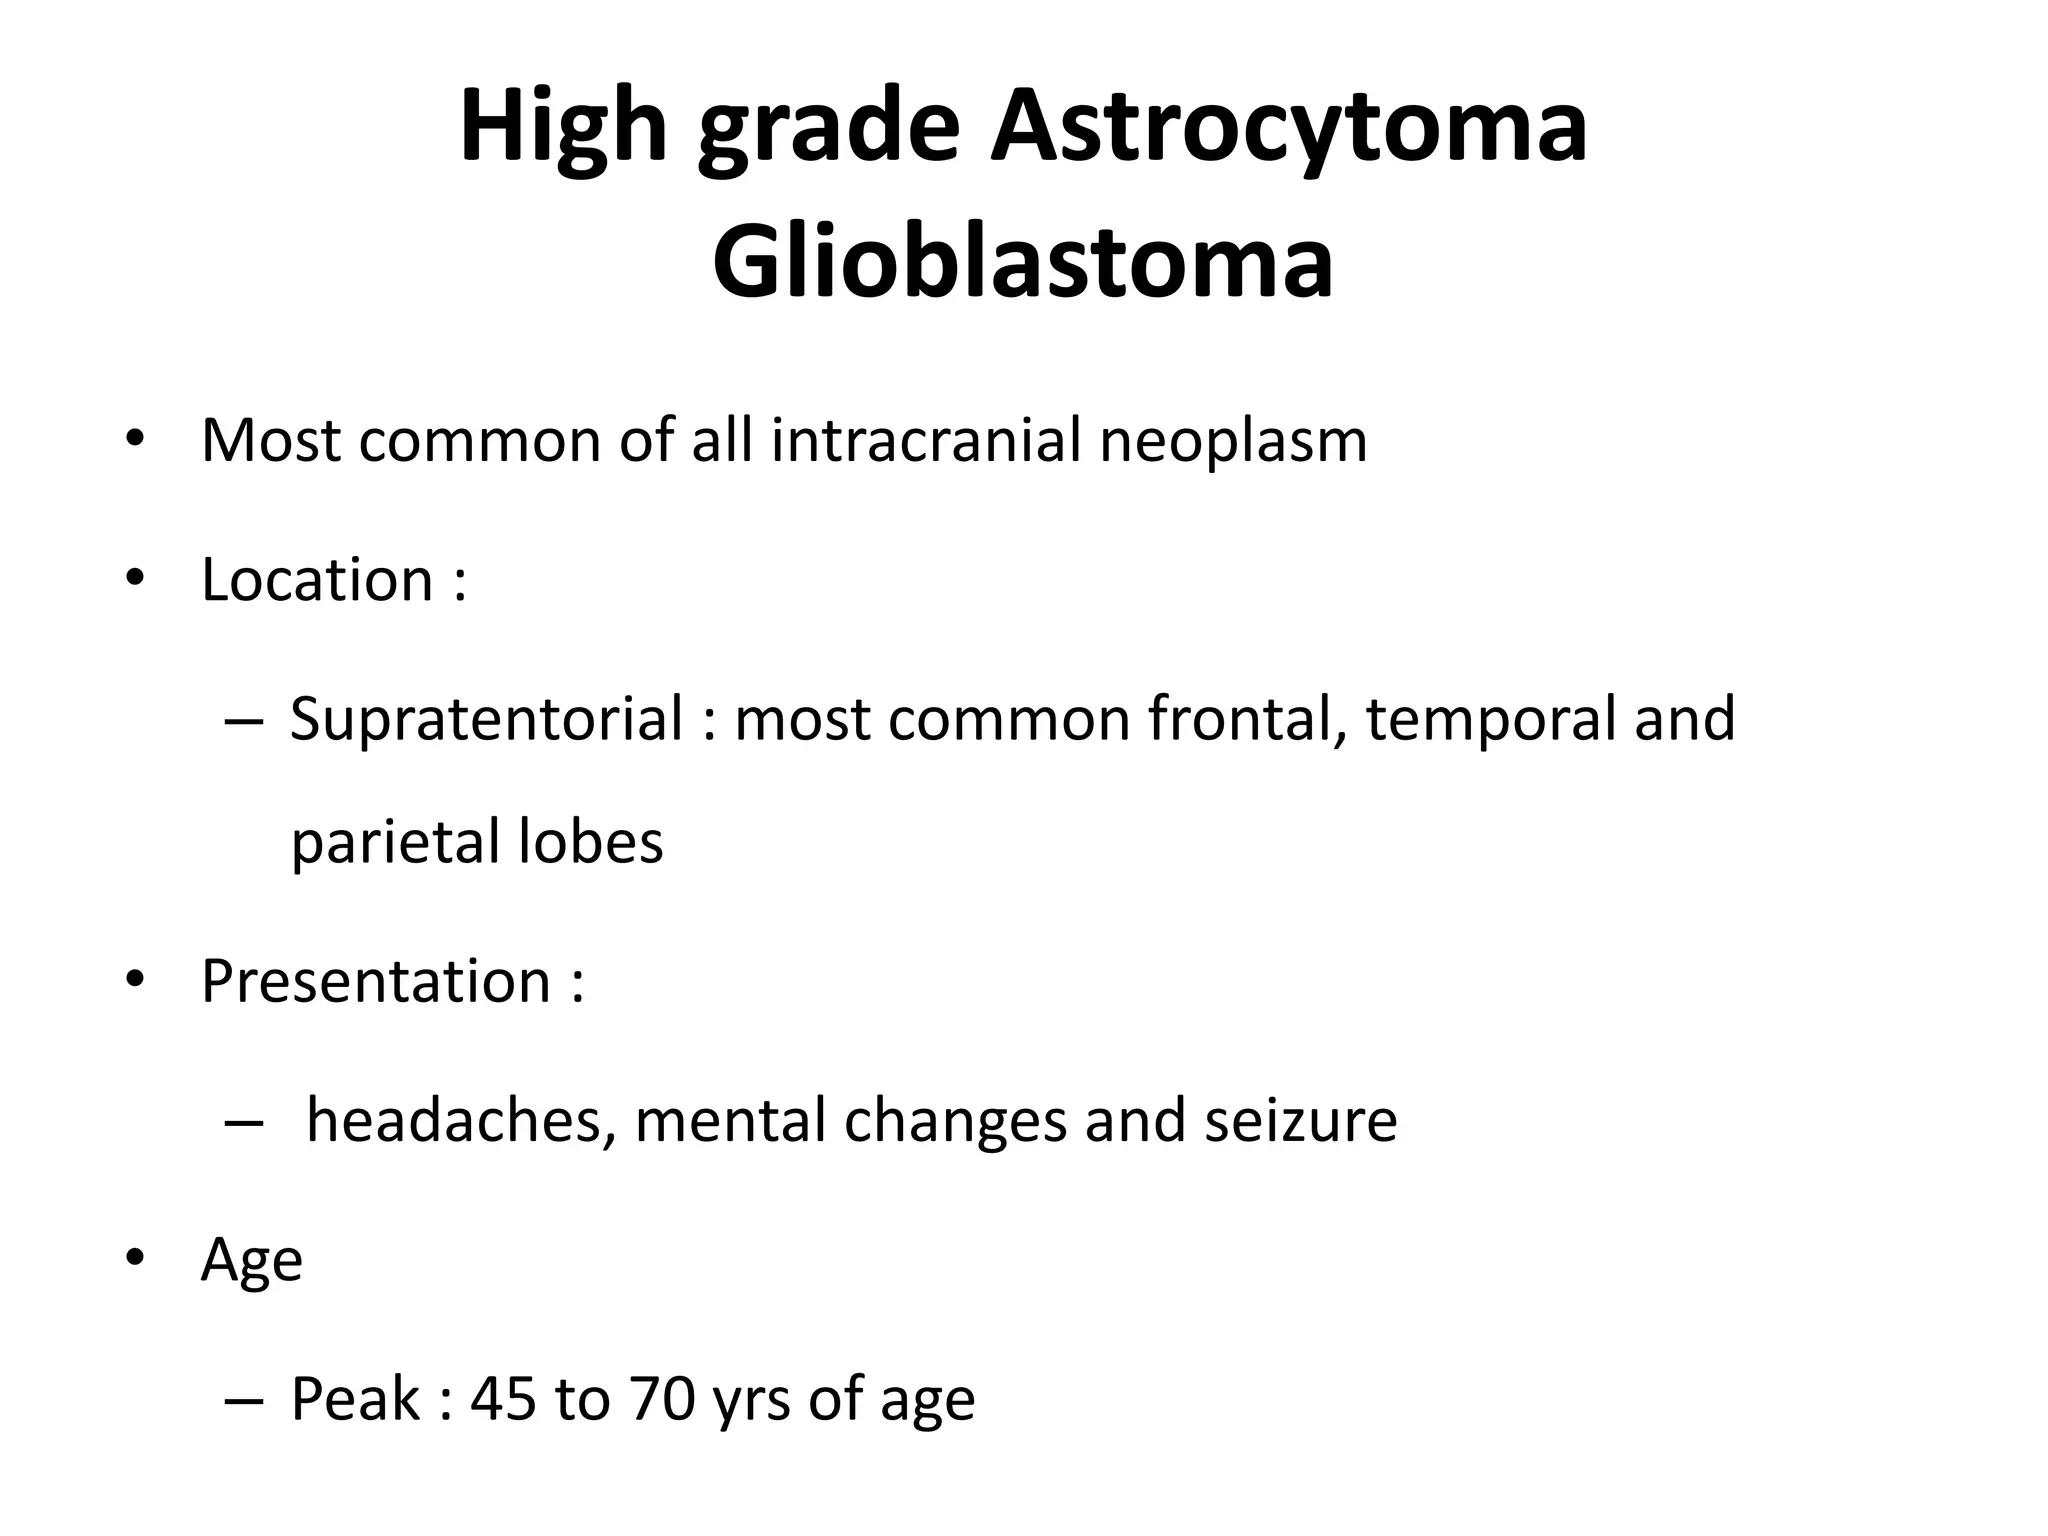 High grade Astrocytoma
Glioblastoma
• Most common of all intracranial neoplasm
• Location :
– Supratentorial : most common frontal, temporal and
parietal lobes
• Presentation :
– headaches, mental changes and seizure
• Age
– Peak : 45 to 70 yrs of age